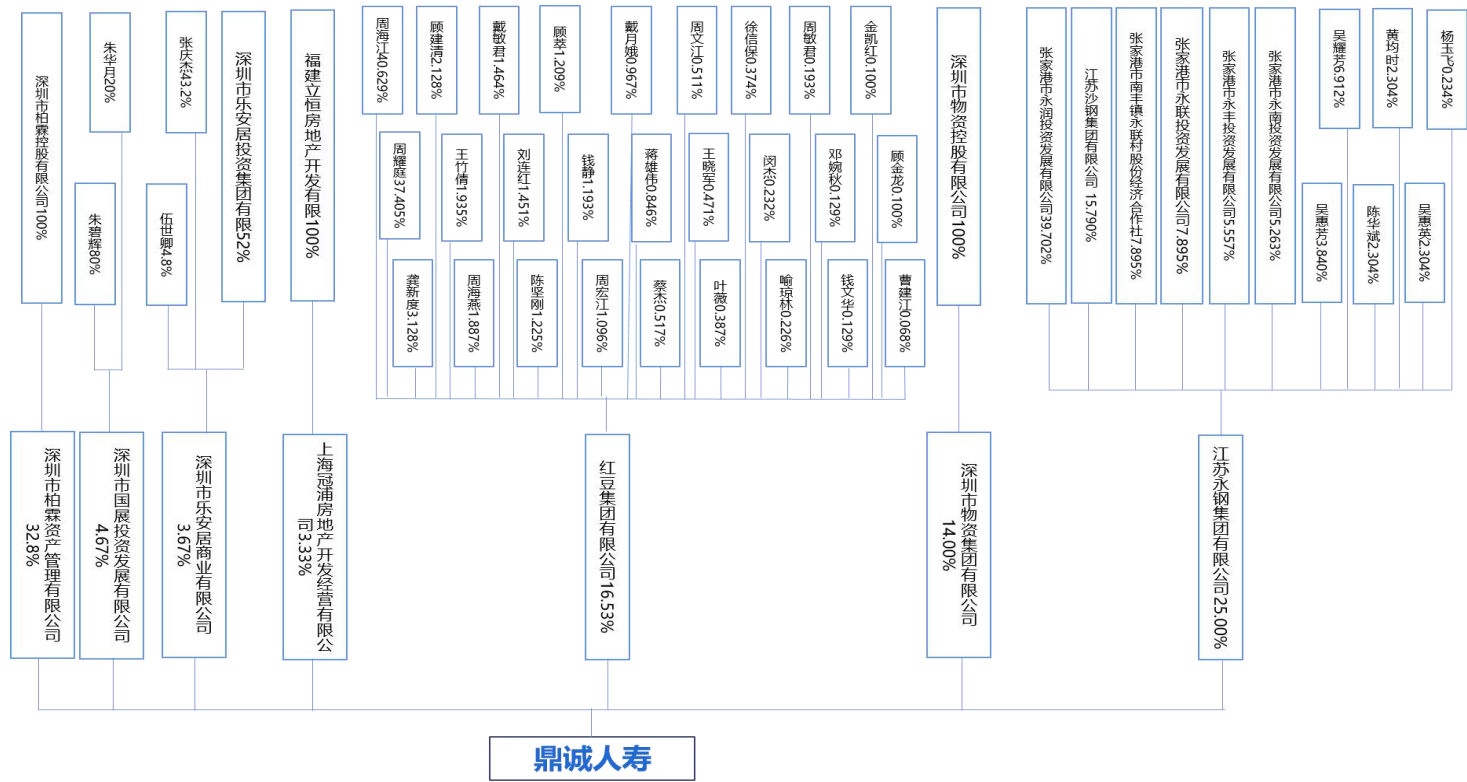 深圳市柏霖控股有限公司100%
朱华月20%
朱碧辉80%
张庆杰43.2%
伍世卿4.8%
深圳市乐安居投资集团有限52%
福建立恒房地产开发有限100%
周海江40.629%
顾建清2.128%
戴敏君1.464%
顾萃1.209%
戴月娥0.967%
周文江0.511%
徐信保0.374%
周敏君0.193%
金凯红0.100%
周耀庭37.405%
王竹倩1.935%
刘连红1.451%
钱静1.193%
蒋雄伟0.846%
王晓军0.471%
闵杰0.232%
邓婉秋0.129%
顾金龙0.100%
龚新度3.128%
周海燕1.887%
陈坚刚1.225%
周宏江1.096%
蔡杰0.517%
叶薇0.387%
喻琼林0.226%
钱文华0.129%
曹建江0.068%
深圳市物资控股有限公司100%
张家港市永润投资发展有限公司39.702%
江苏沙钢集团有限公司 15.790%
张家港市南丰镇永联村股份经济合作社7.895%
张家港市永联投资发展有限公司7.895%
张家港市永丰投资发展有限公司5.557%
张家港市永南投资发展有限公司5.263%
吴耀芳6.912%
黄均时2.304%
杨玉飞0.234%
吴惠芳3.840%
陈华斌2.304%
吴惠英2.304%
深圳市柏霖资产管理有限公司
32.8%
深圳市国展投资发展有限公司
4.67%
深圳市乐安居商业有限公司
3.67%
上海冠浦房地产开发经营有限公
司3.33%
红豆集团有限公司16.53%
深圳市物资集团有限公司
14.00%
江苏永钢集团有限公司25.00%
鼎诚人寿